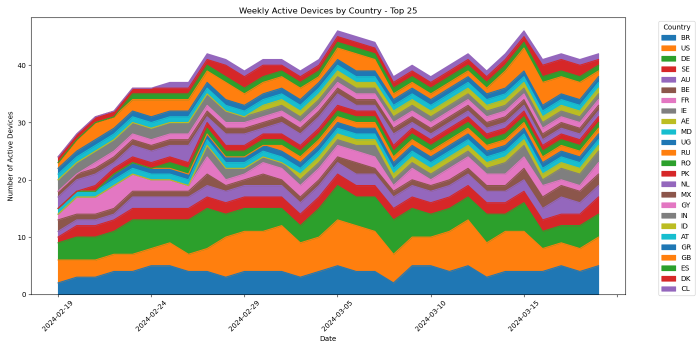 Weekly Active Devices by Country - Top 25
Number of Active Devices
40
30
20
10
0
2024-02-19
2024-02-24
2024-02-29
2024-03-05
2024-03-10
2024-03-15
Date
Country
BR
US
DE
SE
AU
BE
FR
IE
AE
MD
UG
RU
RO
PK
NL
MX
GY
IN
ID
AT
GR
GB
ES
DK
CL